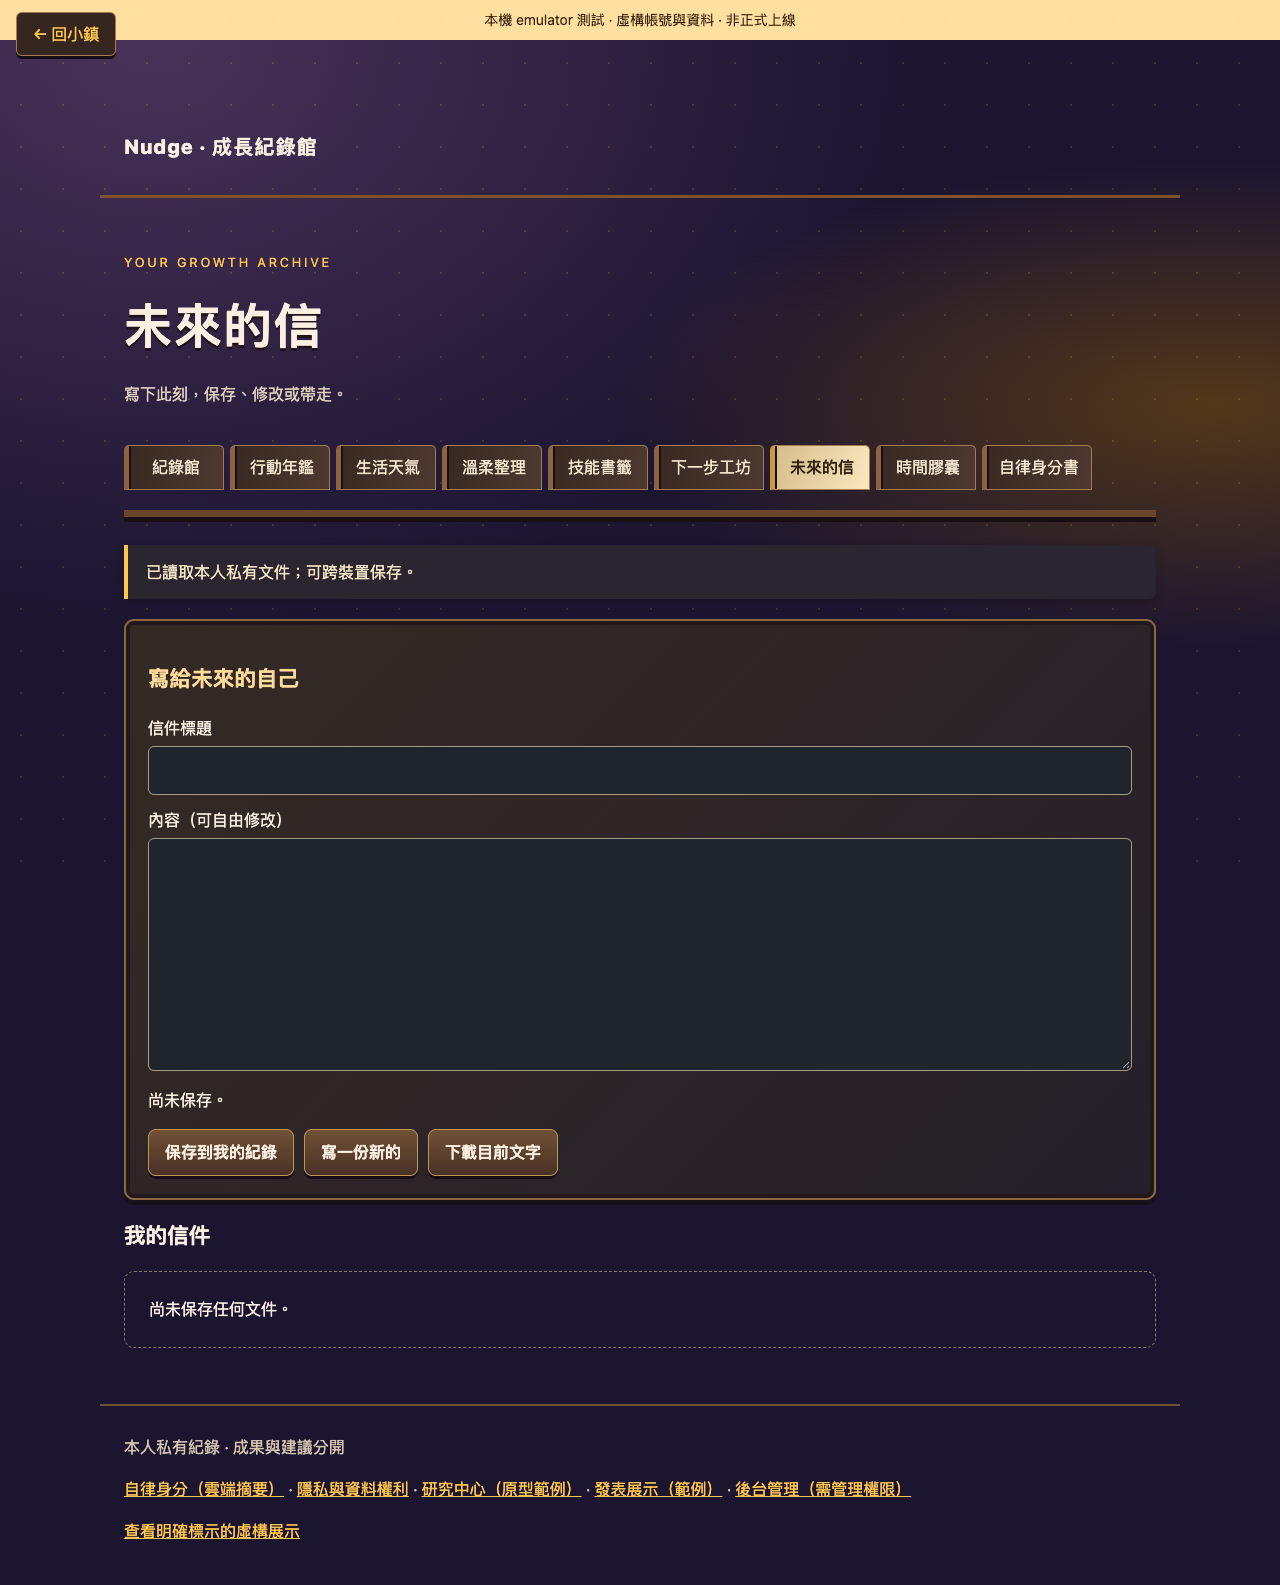 本機 emulator 測試 · 虛構帳號與資料 · 非正式上線
← 回小鎮
Nudge · 成長紀錄館
YOUR GROWTH ARCHIVE
未來的信
寫下此刻，保存、修改或帶走。
紀錄館 行動年鑑 生活天氣 溫柔整理 技能書籤 下一步工坊 未來的信 時間膠囊 自律身分書
已讀取本人私有文件；可跨裝置保存。
寫給未來的自己
信件標題
內容（可自由修改）
尚未保存。
保存到我的紀錄 寫一份新的 下載目前文字
我的信件
尚未保存任何文件。
本人私有紀錄 · 成果與建議分開
自律身分（雲端摘要） · 隱私與資料權利 · 研究中心（原型範例） · 發表展示（範例） · 後台管理（需管理權限）
查看明確標示的虛構展示